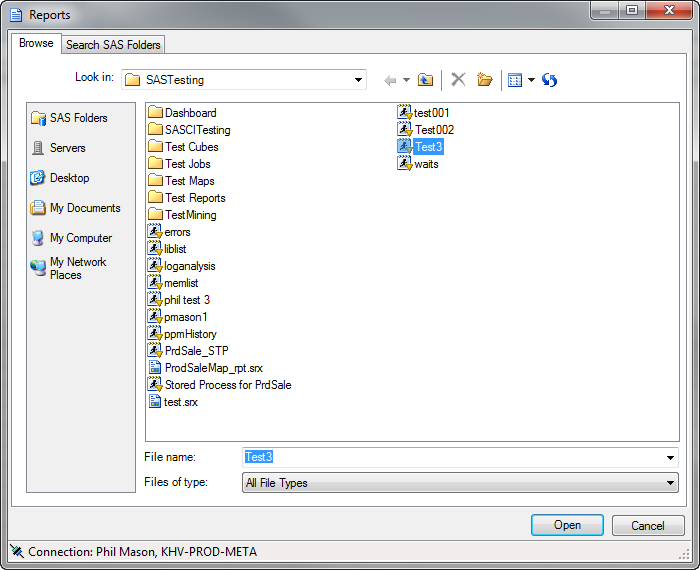 Reports
Browse
Search SAS Folders
Look in:
SASTesting
SAS Folders
Servers
Desktop
My Documents
My Computer
My Network
Places
Dashboard
SASCITesting
Test Cubes
Test Jobs
Test Maps
Test Reports
TestMining
errors
liblist
loganalysis
memlist
phil test 3
pmason1
ppmHistory
PrdSale_STP
ProdSaleMap_rpt.srx
Stored Process for PrdSale
test.srx
test001
Test002
Test3
waits
File name:
Test3
Files of type:
All File Types
Open
Cancel
Connection: Phil Mason, KHV-PROD-META